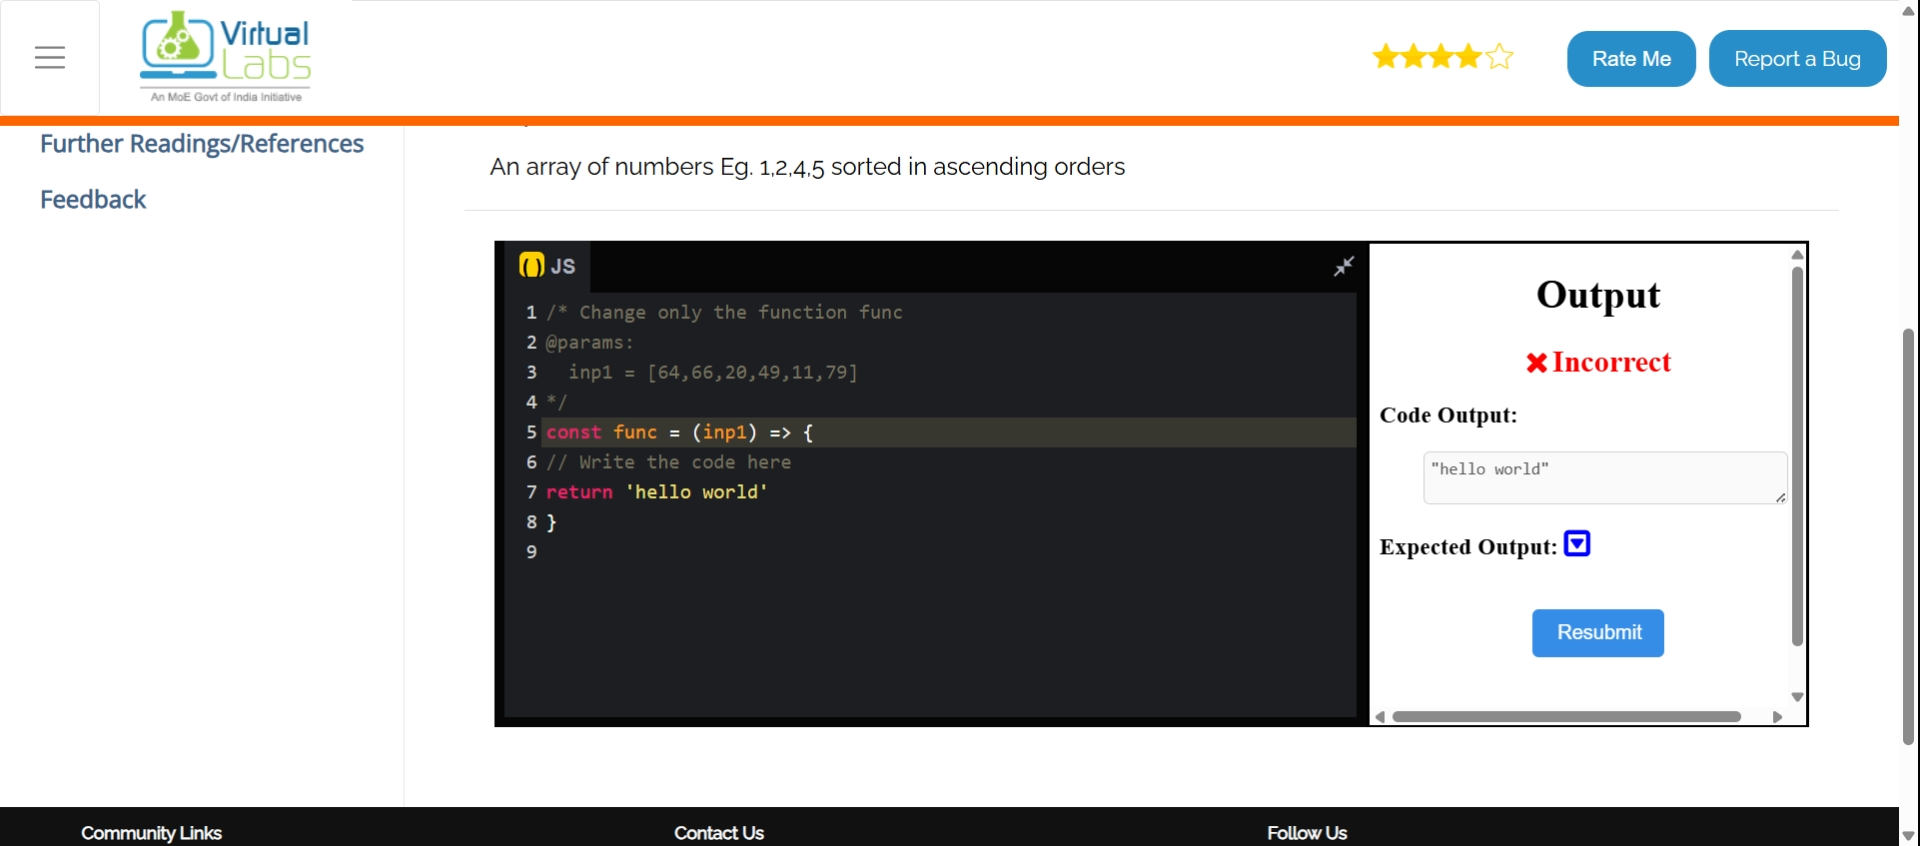 Virtual
Labs
An MoE Govt of India Initiative
Rate Me
Report a Bug
Further Readings/References
Feedback
An array of numbers Eg. 1,2,4,5 sorted in ascending orders
JS
1 /* Change only the function func
2 @params:
3   inp1 = [64,66,20,49,11,79]
4 */
5 const func = (inp1) => {
6 // Write the code here
7 return 'hello world'
8 }
9
Output
Incorrect
Code Output:
"hello world"
Expected Output:
Resubmit
Community Links
Contact Us
Follow Us